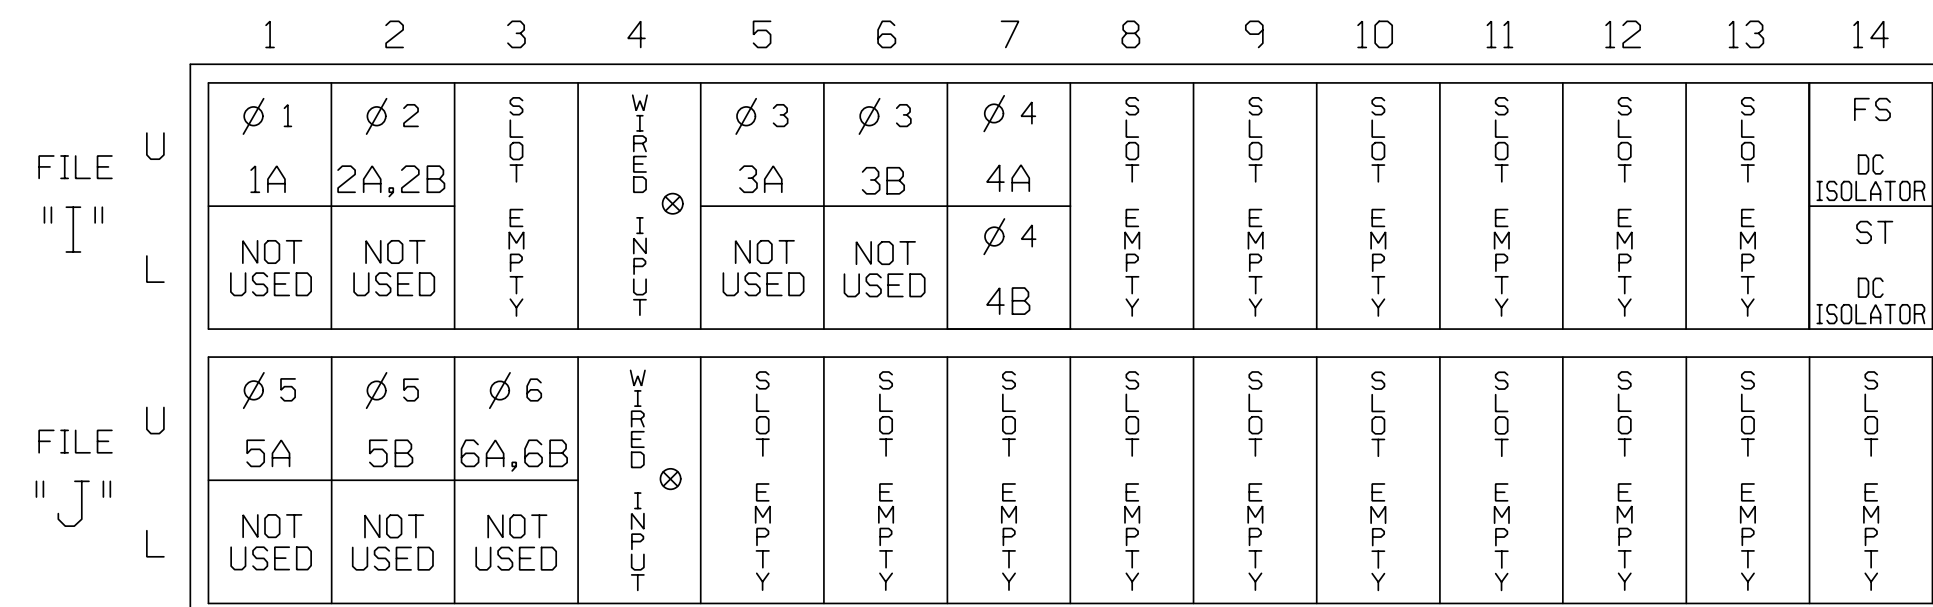 1 2 3 4 5 6 7 8 9 10 11 12 13 14
FILE "I"
U
L
ø 1
1A
NOT
USED
ø 2
2A,2B
NOT
USED
SLOT EMPTY
WIRED INPUT
ø 3
3A
NOT
USED
ø 3
3B
NOT
USED
ø 4
4A
ø 4
4B
SLOT EMPTY
SLOT EMPTY
SLOT EMPTY
SLOT EMPTY
SLOT EMPTY
SLOT EMPTY
FS
DC
ISOLATOR
ST
DC
ISOLATOR
FILE "J"
U
L
ø 5
5A
NOT
USED
ø 5
5B
NOT
USED
ø 6
6A,6B
NOT
USED
WIRED INPUT
SLOT EMPTY
SLOT EMPTY
SLOT EMPTY
SLOT EMPTY
SLOT EMPTY
SLOT EMPTY
SLOT EMPTY
SLOT EMPTY
SLOT EMPTY
SLOT EMPTY